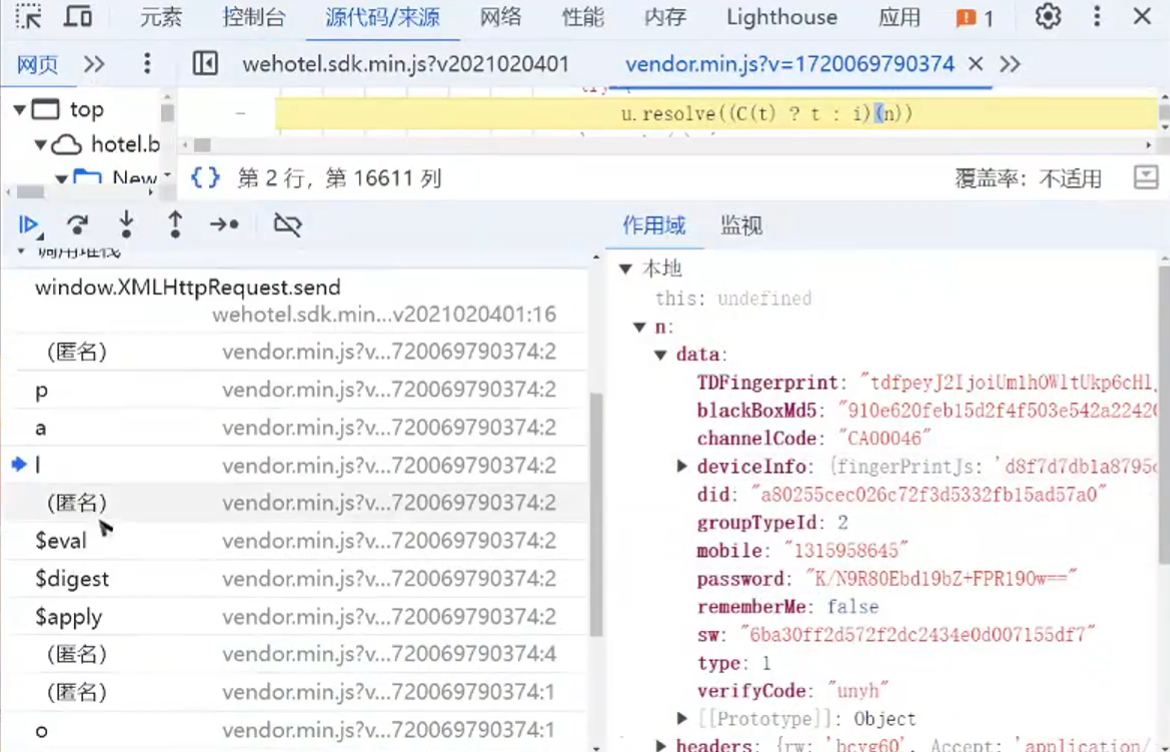 元素 控制台 源代码/来源 网络 性能 内存 Lighthouse 应用 1
网页 wehotel.sdk.min.js?v2021020401 vendor.min.js?v=1720069790374
top
u.resolve((C(t) ? t : i)(n))
hotel.b
New
{} 第 2 行，第 16611 列 覆盖率：不适用
调用堆栈
window.XMLHttpRequest.send
wehotel.sdk.min...v2021020401:16
(匿名) vendor.min.js?v...720069790374:2
p vendor.min.js?v...720069790374:2
a vendor.min.js?v...720069790374:2
l vendor.min.js?v...720069790374:2
(匿名) vendor.min.js?v...720069790374:2
$eval vendor.min.js?v...720069790374:2
$digest vendor.min.js?v...720069790374:2
$apply vendor.min.js?v...720069790374:2
(匿名) vendor.min.js?v...720069790374:4
(匿名) vendor.min.js?v...720069790374:1
o vendor.min.js?v...720069790374:1
作用域 监视
本地
this: undefined
n:
data:
TDFingerprint: "tdfpeyJ2IjoiUm1hOWltUkp6cHl
blackBoxMd5: "910e620feb15d2f4f503e542a2242
channelCode: "CA00046"
deviceInfo: {fingerPrintJs: 'd8f7d7db1a8795
did: "a80255cec026c72f3d5332fb15ad57a0"
groupTypeId: 2
mobile: "1315958645"
password: "K/N9R80Ebd19bZ+FPR190w=="
rememberMe: false
sw: "6ba30ff2d572f2dc2434e0d007155df7"
type: 1
verifyCode: "unyh"
[[Prototype]]: Object
headers: {rw: 'bcvg60', Accept: 'application/